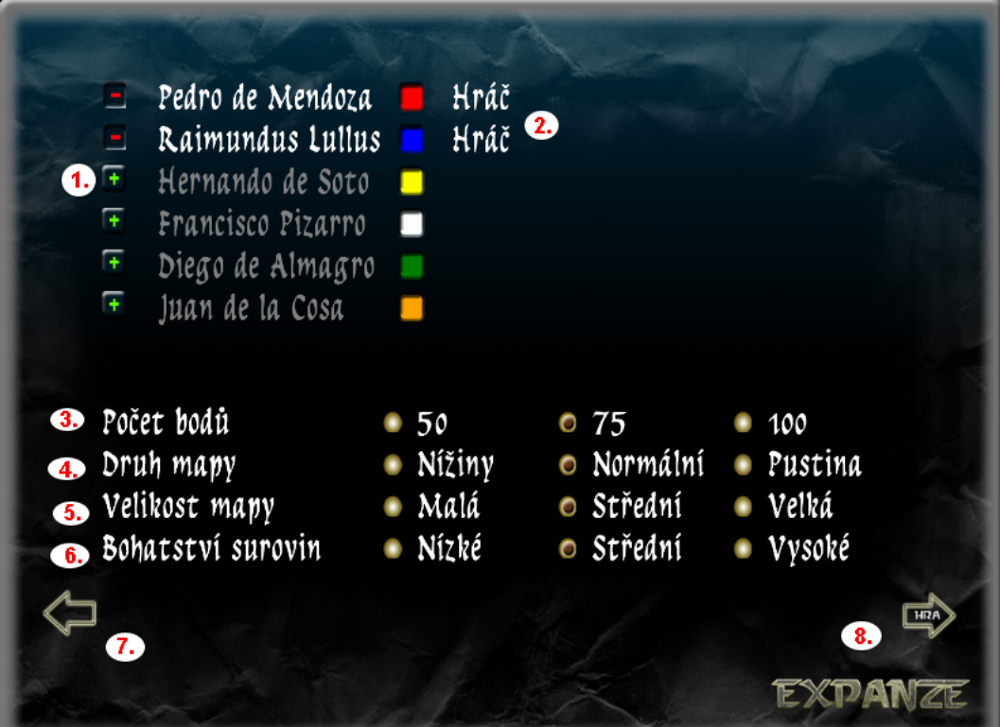 Pedro de Mendoza Hráč
Raimundus Lullus Hráč 2.
1. Hernando de Soto
Francisco Pizarro
Diego de Almagro
Juan de la Cosa
3. Počet bodů 50 75 100
4. Druh mapy Nížiny Normální Pustina
5. Velikost mapy Malá Střední Velká
6. Bohatství surovin Nízké Střední Vysoké
HRA
7. 8.
EXPANZE